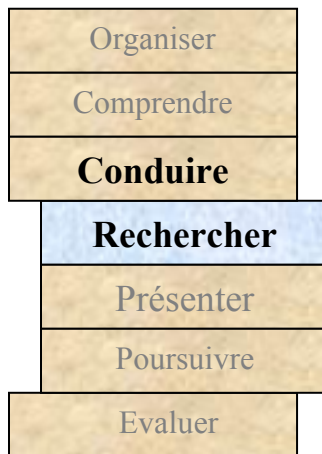 Organiser
Comprendre
Conduire
Rechercher
Présenter
Poursuivre
Evaluer